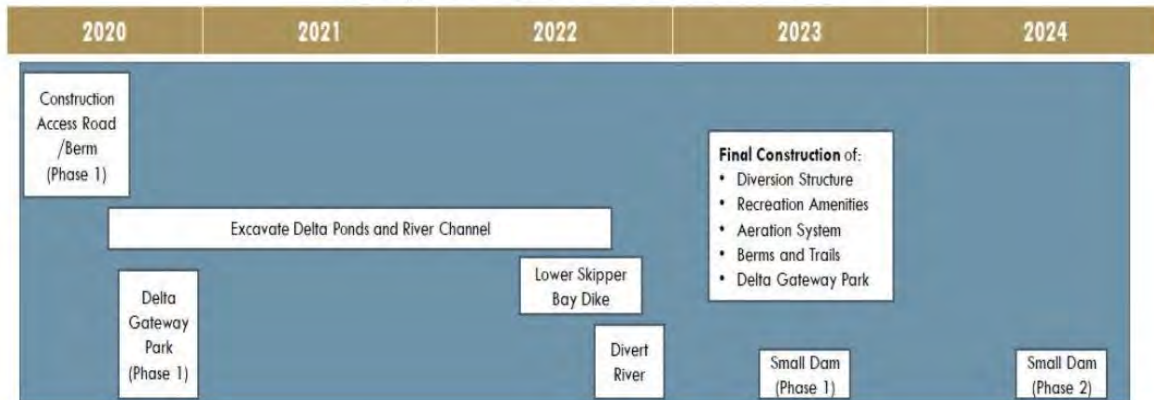 2020 2021 2022 2023 2024
Construction
Access Road
/Berm
(Phase 1)
Excavate Delta Ponds and River Channel
Delta
Gateway
Park
(Phase 1)
Lower Skipper
Bay Dike
Divert
River
Final Construction of:
• Diversion Structure
• Recreation Amenities
• Aeration System
• Berms and Trails
• Delta Gateway Park
Small Dam
(Phase 1)
Small Dam
(Phase 2)